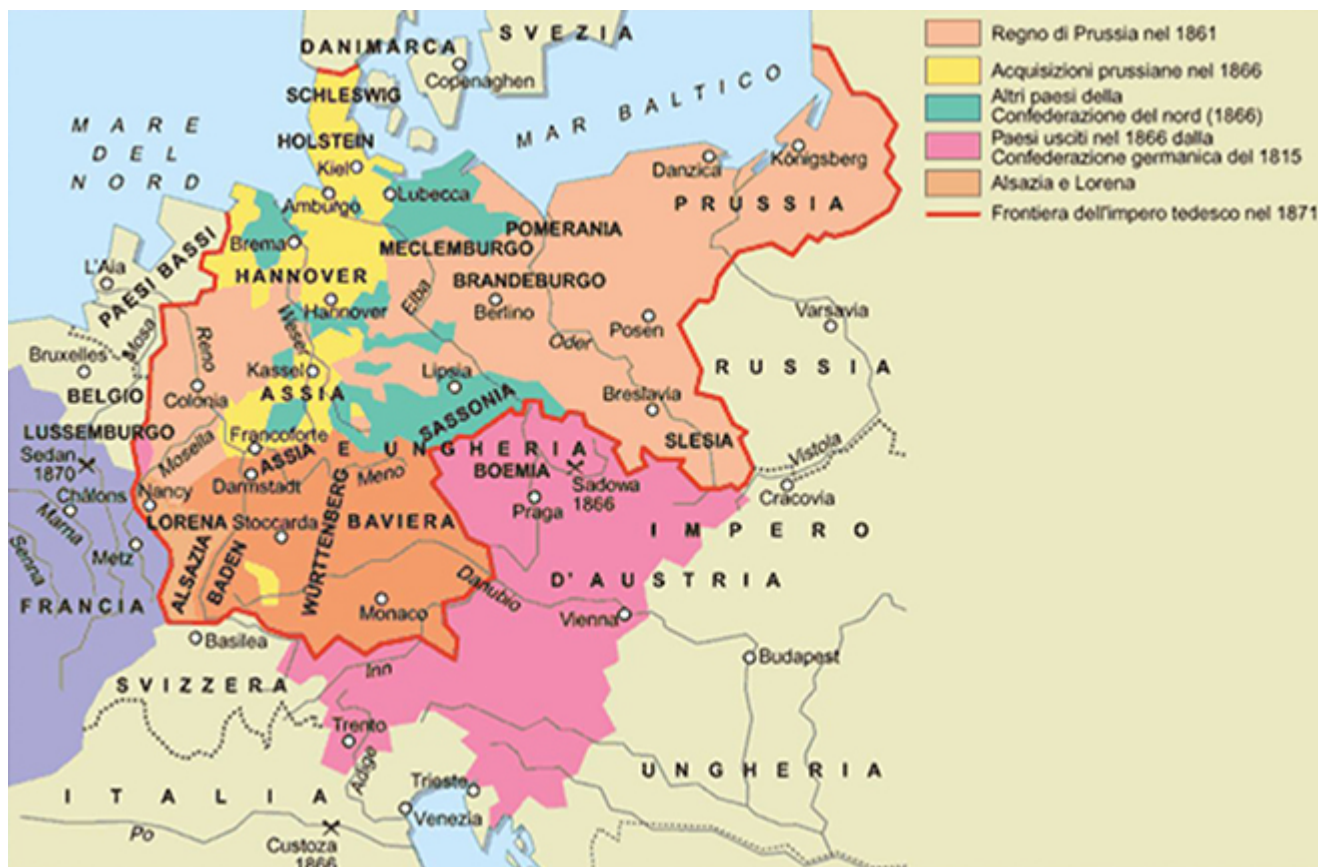 Regno di Prussia nel 1861
Acquisizioni prussiane nel 1866
Altri paesi della
Confederazione del nord (1866)
Paesi usciti nel 1866 dalla
Confederazione germanica del 1815
Alsazia e Lorena
Frontiera dell'impero tedesco nel 1871
SVEZIA
DANIMARCA
Copenaghen
SCHLESWIG
MAR BALTICO
MARE
DEL
NORD
HOLSTEIN
Kiel
Danzica
Königsberg
Amburgo
Lubecca
PRUSSIA
POMERANIA
Brema
MECLEMBURGO
PAESI BASSI
L'Aia
HANNOVER
BRANDEBURGO
Hannover
Elba
Berlino
Varsavia
Posen
Mosa
Reno
Weser
Oder
Bruxelles
RUSSIA
Kassel
Lipsia
BELGIO
Colonia
ASSIA
SASSONIA
Breslavia
LUSSEMBURGO
Francoforte
SLESIA
Sedan
1870
Mosella
ASSIA
E UNGHERIA
Vistola
Darmstadt
Meno
BOEMIA
Sadowa
1866
Cracovia
Châlons
Nancy
Praga
Marna
LORENA
Stoccarda
WÜRTTENBERG
BAVIERA
IMPERO
Senna
Metz
ALSAZIA
BADEN
D'AUSTRIA
Danubio
FRANCIA
Monaco
Vienna
Basilea
Budapest
Inn
SVIZZERA
Trento
Adige
UNGHERIA
Trieste
ITALIA
Venezia
Po
Custoza
1866